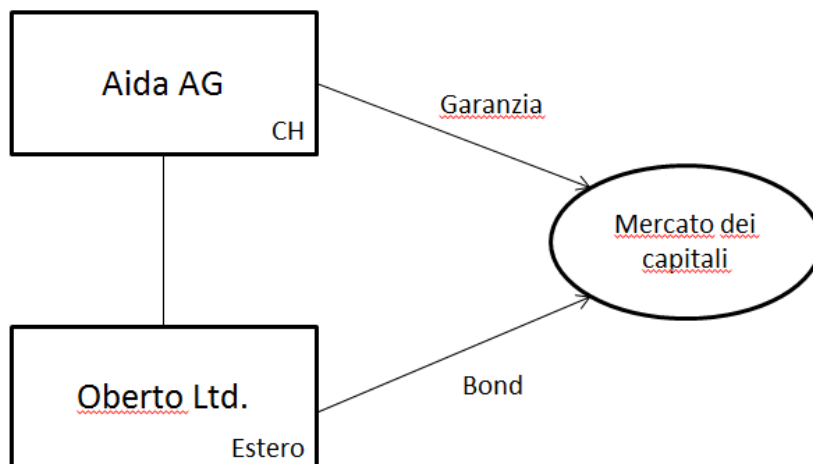 Aida AG
CH
Garanzia
Mercato dei
capitali
Oberto Ltd.
Estero
Bond